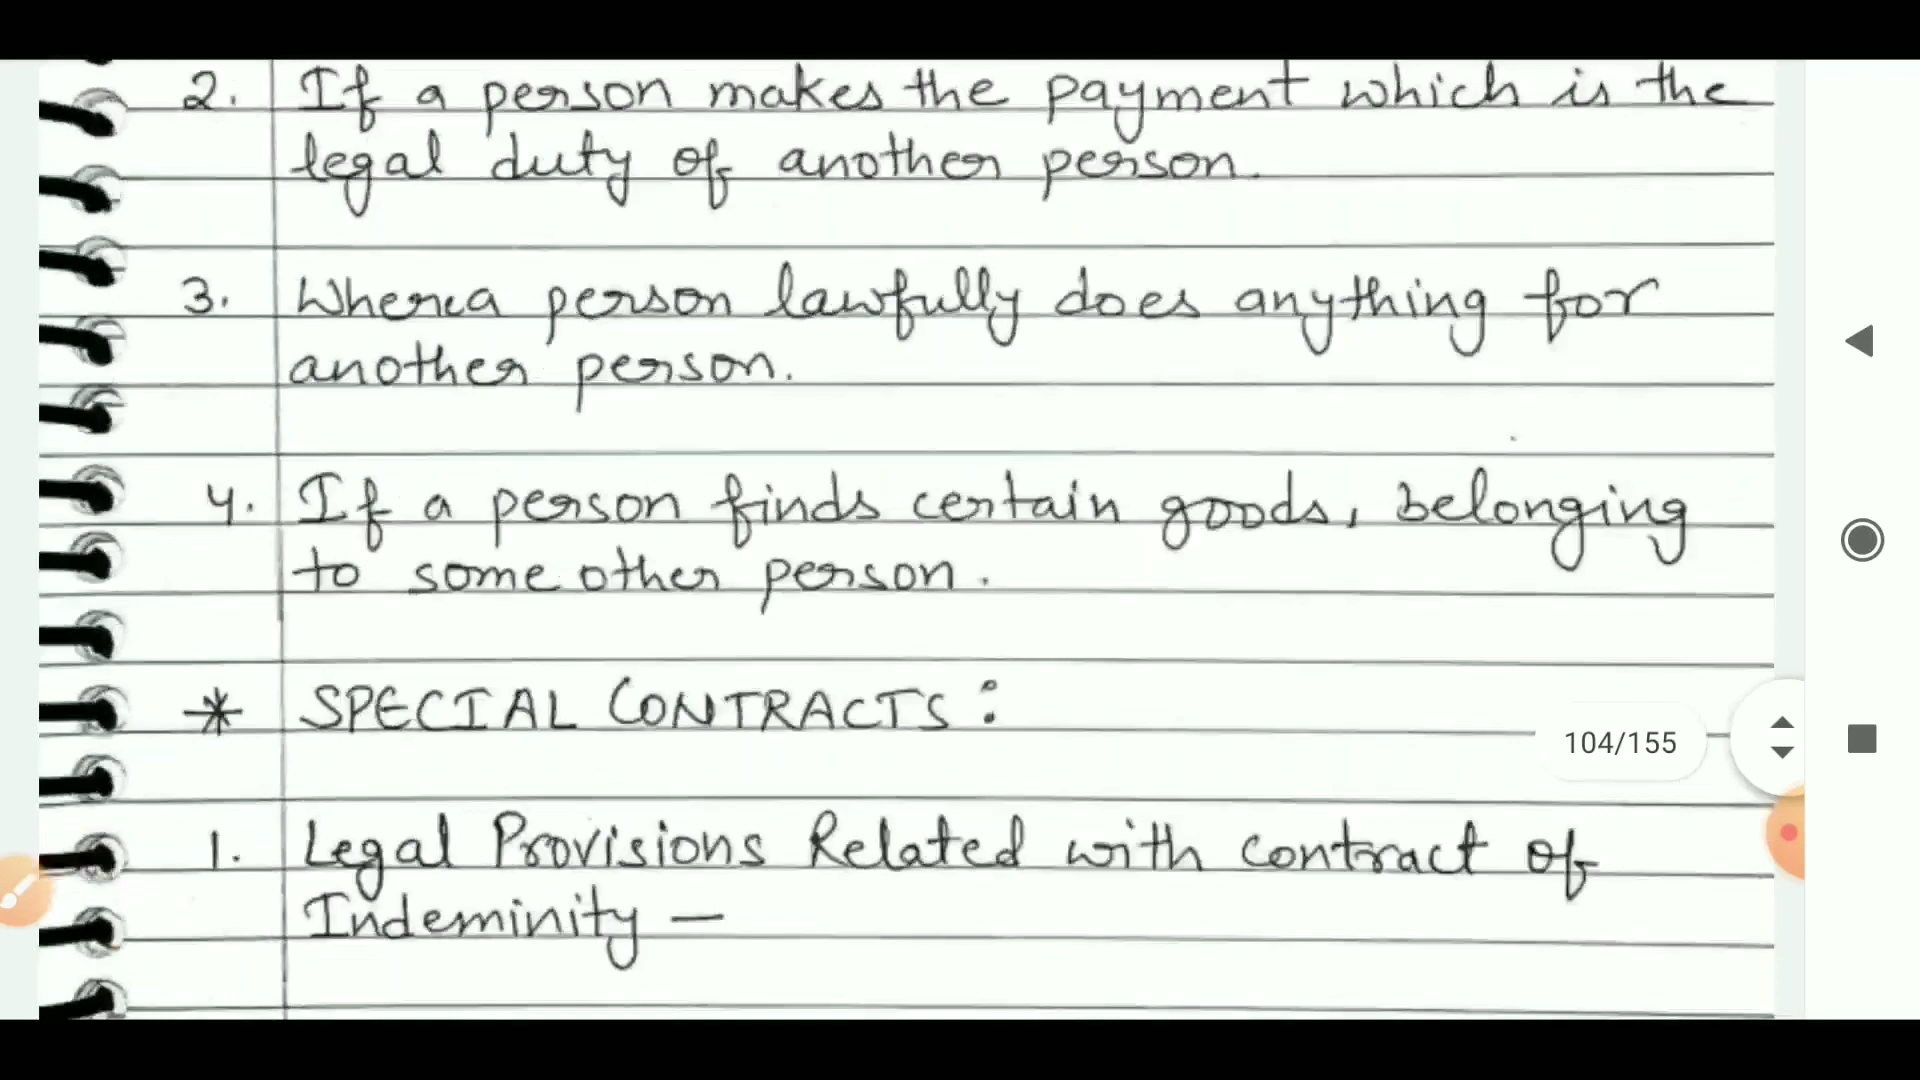 2. If a person makes the payment which is the
legal duty of another person.
3. Where a person lawfully does anything for
another person.
4. If a person finds certain goods, belonging
to some other person.
* SPECIAL CONTRACTS :
104/155
1. Legal Provisions Related with contract of
Indeminity —